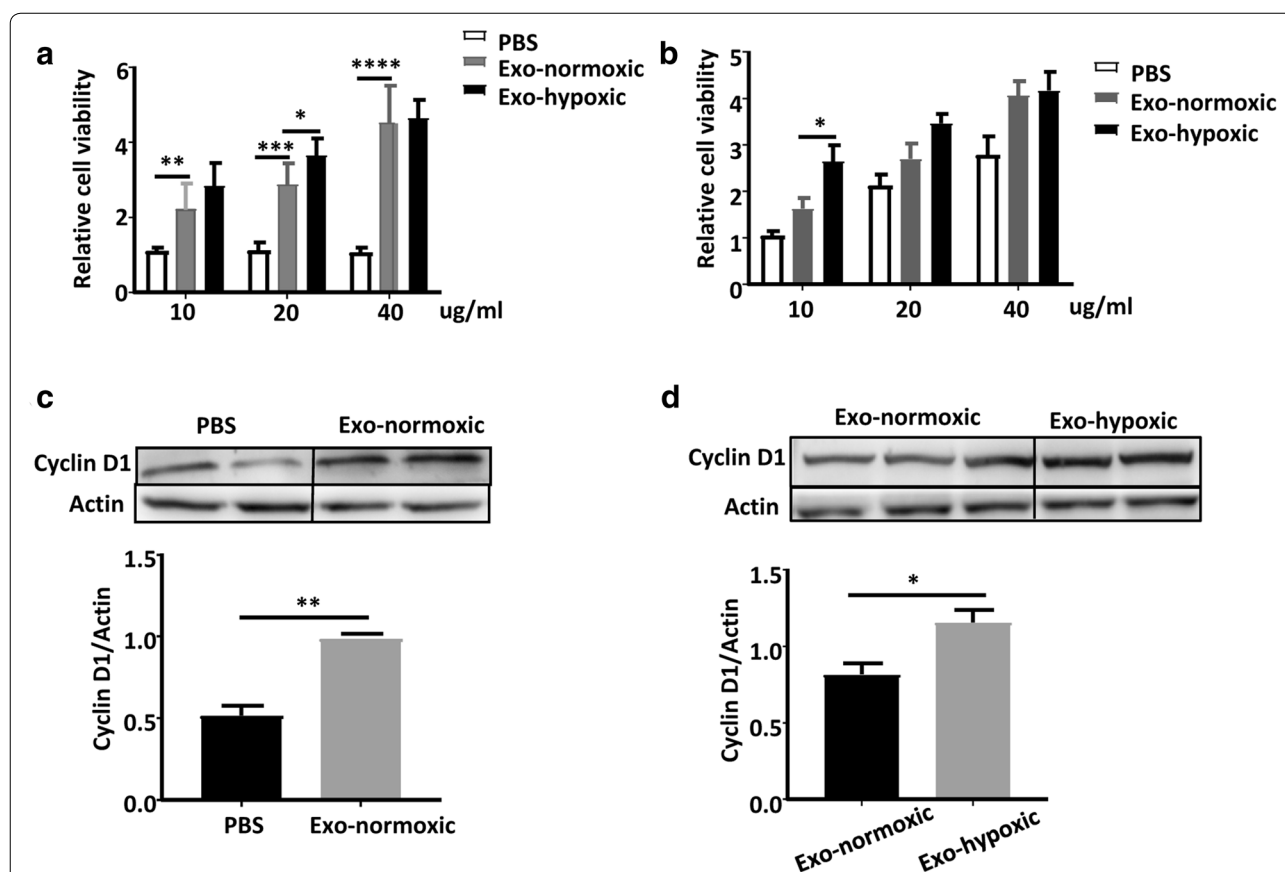 a
PBS
Exo-normoxic
Exo-hypoxic
Relative cell viability
6
4
2
0
**
***
*
****
10
20
40
ug/ml
b
PBS
Exo-normoxic
Exo-hypoxic
Relative cell viability
5
4
3
2
1
0
*
10
20
40
ug/ml
c
PBS
Exo-normoxic
Cyclin D1
Actin
Cyclin D1/Actin
1.5
1.0
0.5
0.0
**
PBS
Exo-normoxic
d
Exo-normoxic
Exo-hypoxic
Cyclin D1
Actin
Cyclin D1/Actin
1.5
1.0
0.5
0.0
*
Exo-normoxic
Exo-hypoxic